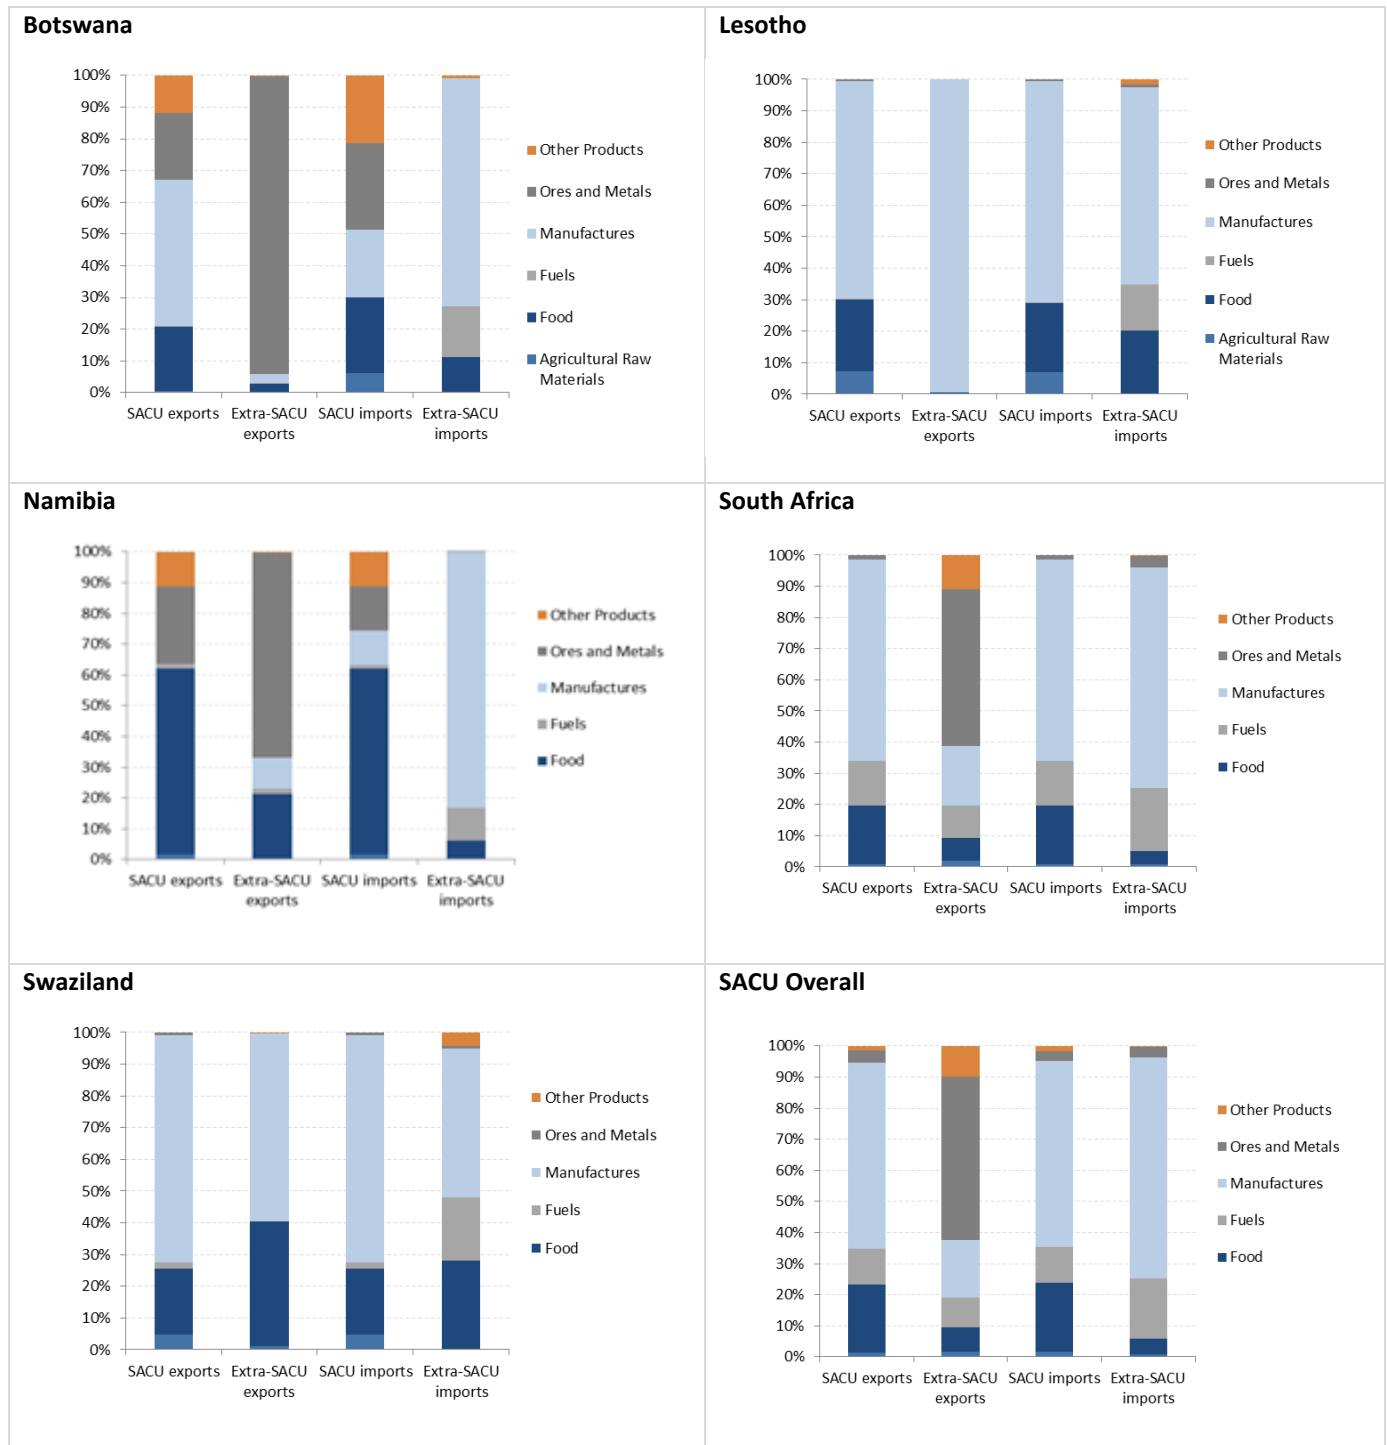 Botswana
100%
90%
80%
70%
60%
50%
40%
30%
20%
10%
0%
SACU exports
Extra-SACU
exports
SACU imports
Extra-SACU
imports
Other Products
Ores and Metals
Manufactures
Fuels
Food
Agricultural Raw
Materials
Lesotho
100%
90%
80%
70%
60%
50%
40%
30%
20%
10%
0%
SACU exports
Extra-SACU
exports
SACU imports
Extra-SACU
imports
Other Products
Ores and Metals
Manufactures
Fuels
Food
Agricultural Raw
Materials
Namibia
100%
90%
80%
70%
60%
50%
40%
30%
20%
10%
0%
SACU exports
Extra-SACU
exports
SACU imports
Extra-SACU
imports
Other Products
Ores and Metals
Manufactures
Fuels
Food
South Africa
100%
90%
80%
70%
60%
50%
40%
30%
20%
10%
0%
SACU exports
Extra-SACU
exports
SACU imports
Extra-SACU
imports
Other Products
Ores and Metals
Manufactures
Fuels
Food
Swaziland
100%
90%
80%
70%
60%
50%
40%
30%
20%
10%
0%
SACU exports
Extra-SACU
exports
SACU imports
Extra-SACU
imports
Other Products
Ores and Metals
Manufactures
Fuels
Food
SACU Overall
100%
90%
80%
70%
60%
50%
40%
30%
20%
10%
0%
SACU exports
Extra-SACU
exports
SACU imports
Extra-SACU
imports
Other Products
Ores and Metals
Manufactures
Fuels
Food